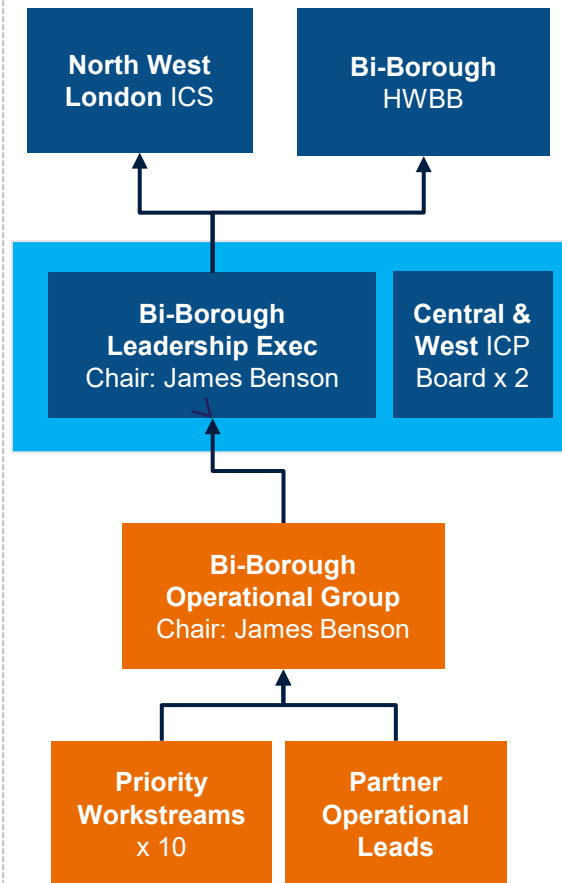 North West
London ICS
Bi-Borough
HWBB
Bi-Borough
Leadership Exec
Chair: James Benson
Central &
West ICP
Board x 2
Bi-Borough
Operational Group
Chair: James Benson
Priority
Workstreams
x 10
Partner
Operational
Leads